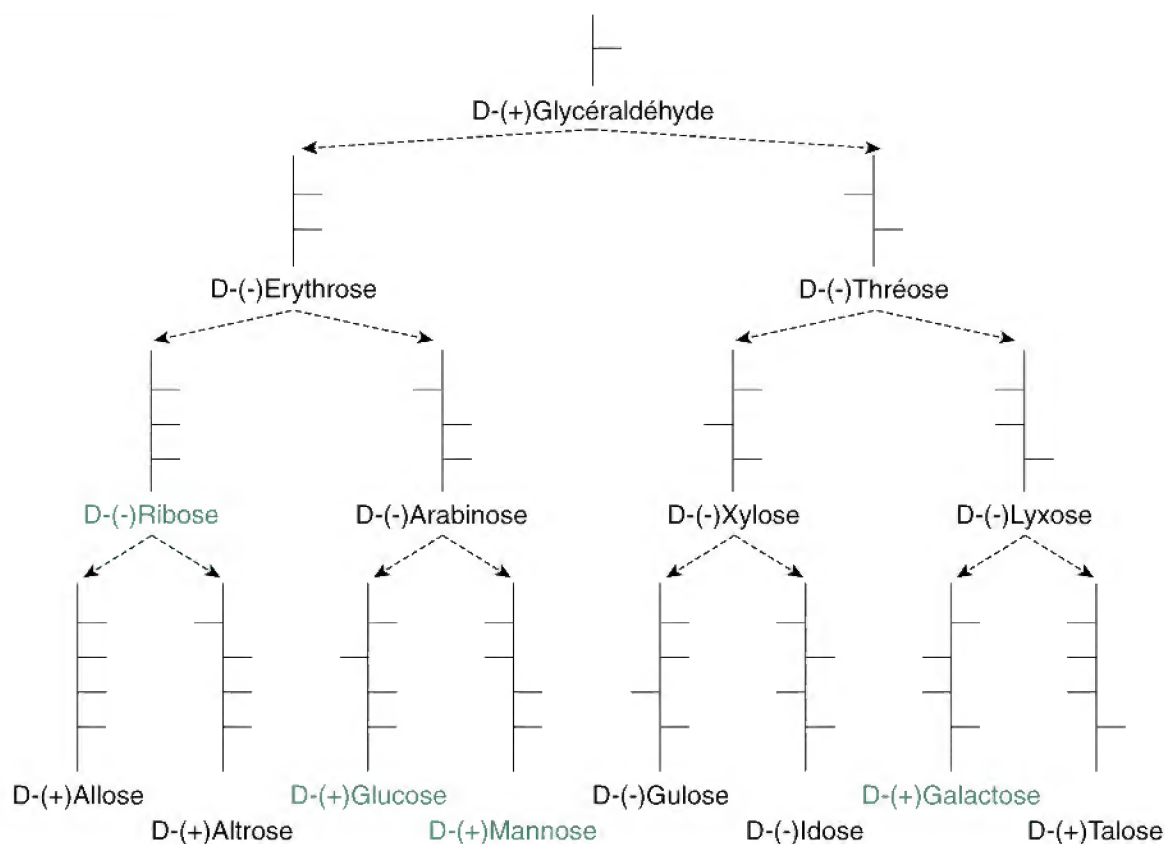 D-(+)Glycéraldéhyde
D-(-)Erythrose
D-(-)Thréose
D-(-)Ribose
D-(-)Arabinose
D-(-)Xylose
D-(-)Lyxose
D-(+)Allose
D-(+)Glucose
D-(-)Gulose
D-(+)Galactose
D-(+)Altrose
D-(+)Mannose
D-(-)Idose
D-(+)Talose